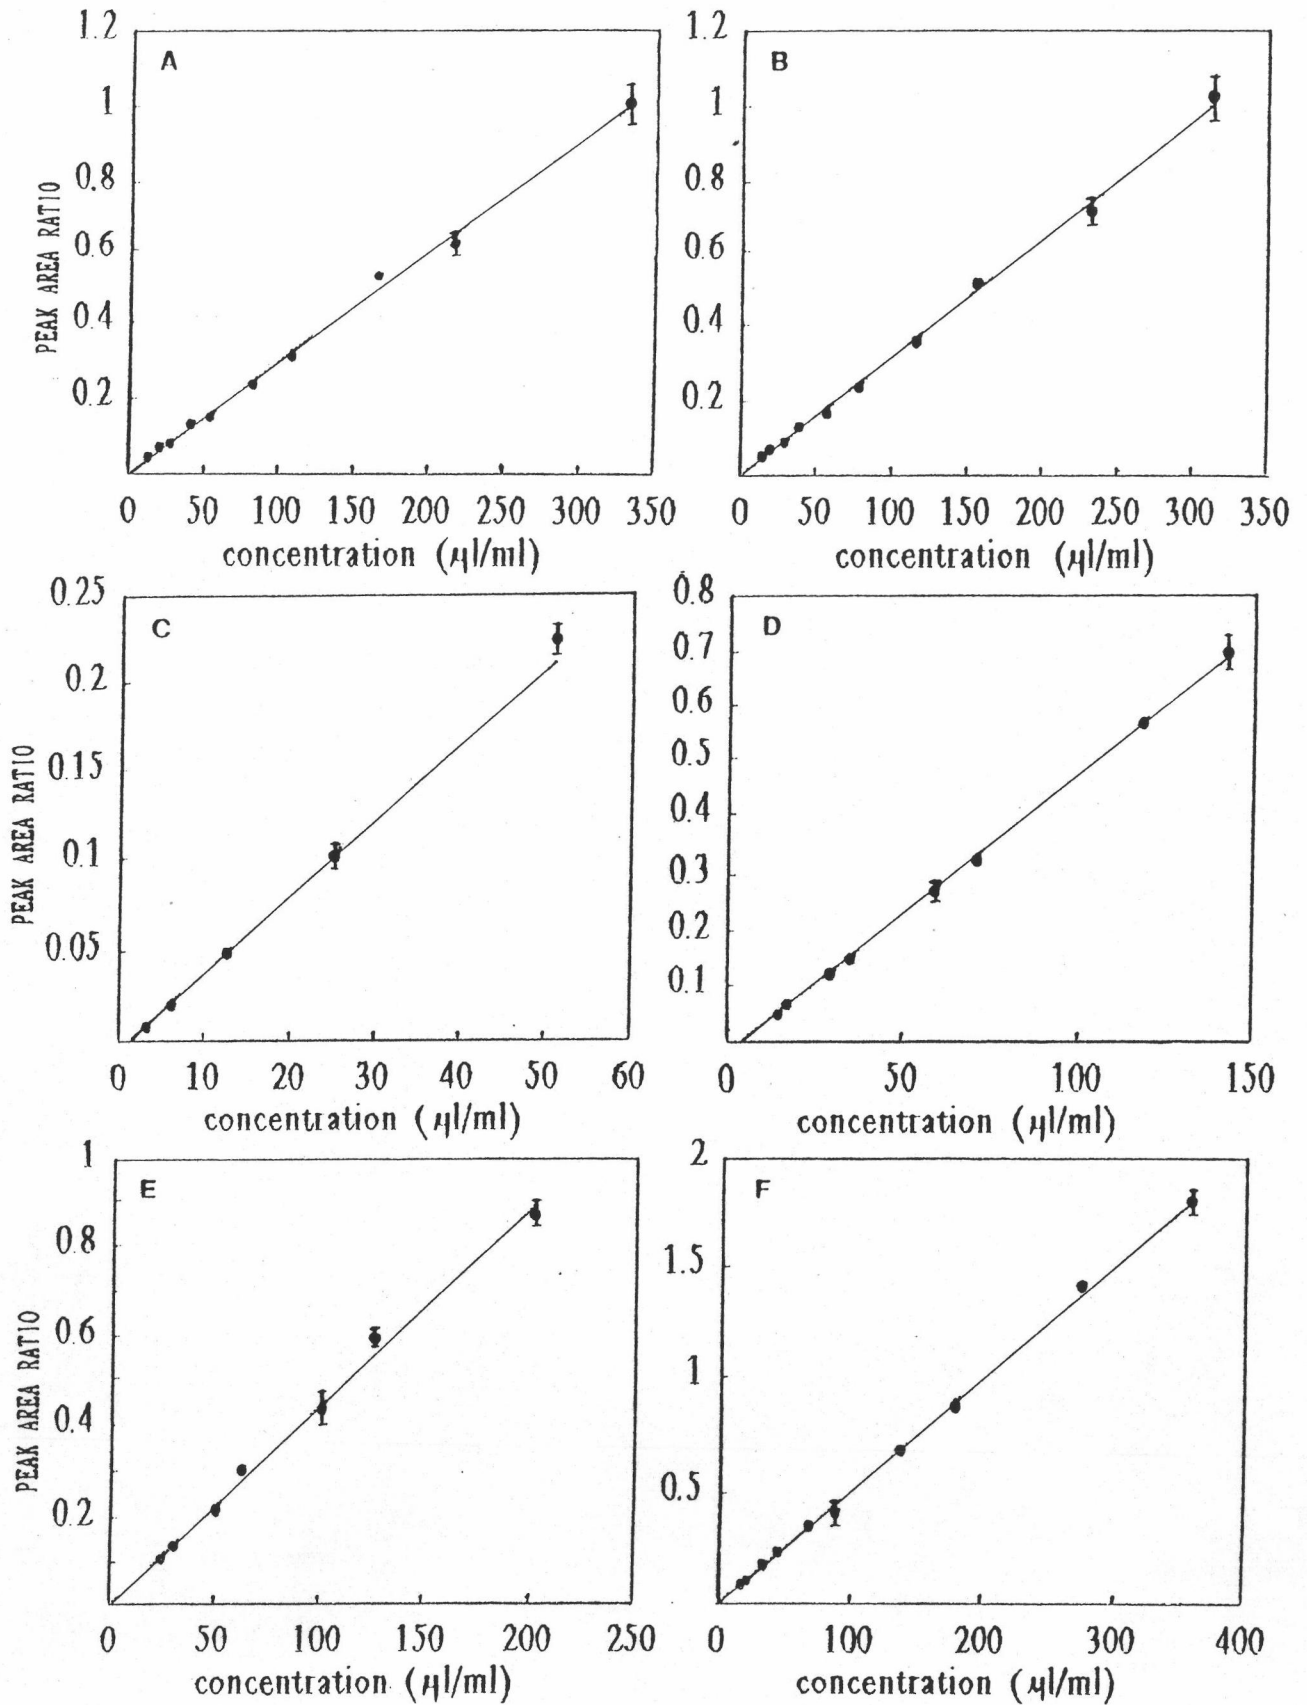 1.2
A
1
0.8
0.6
0.4
0.2
PEAK AREA RATIO
0 50 100 150 200 250 300 350
concentration (μl/ml)
1.2
B
1
0.8
0.6
0.4
0.2
0 50 100 150 200 250 300 350
concentration (μl/ml)
0.25
C
0.2
0.15
0.1
0.05
PEAK AREA RATIO
0 10 20 30 40 50 60
concentration (μl/ml)
0.8
D
0.7
0.6
0.5
0.4
0.3
0.2
0.1
0 50 100 150
concentration (μl/ml)
1
E
0.8
0.6
0.4
0.2
PEAK AREA RATIO
0 50 100 150 200 250
concentration (μl/ml)
2
F
1.5
1
0.5
0 100 200 300 400
concentration (μl/ml)